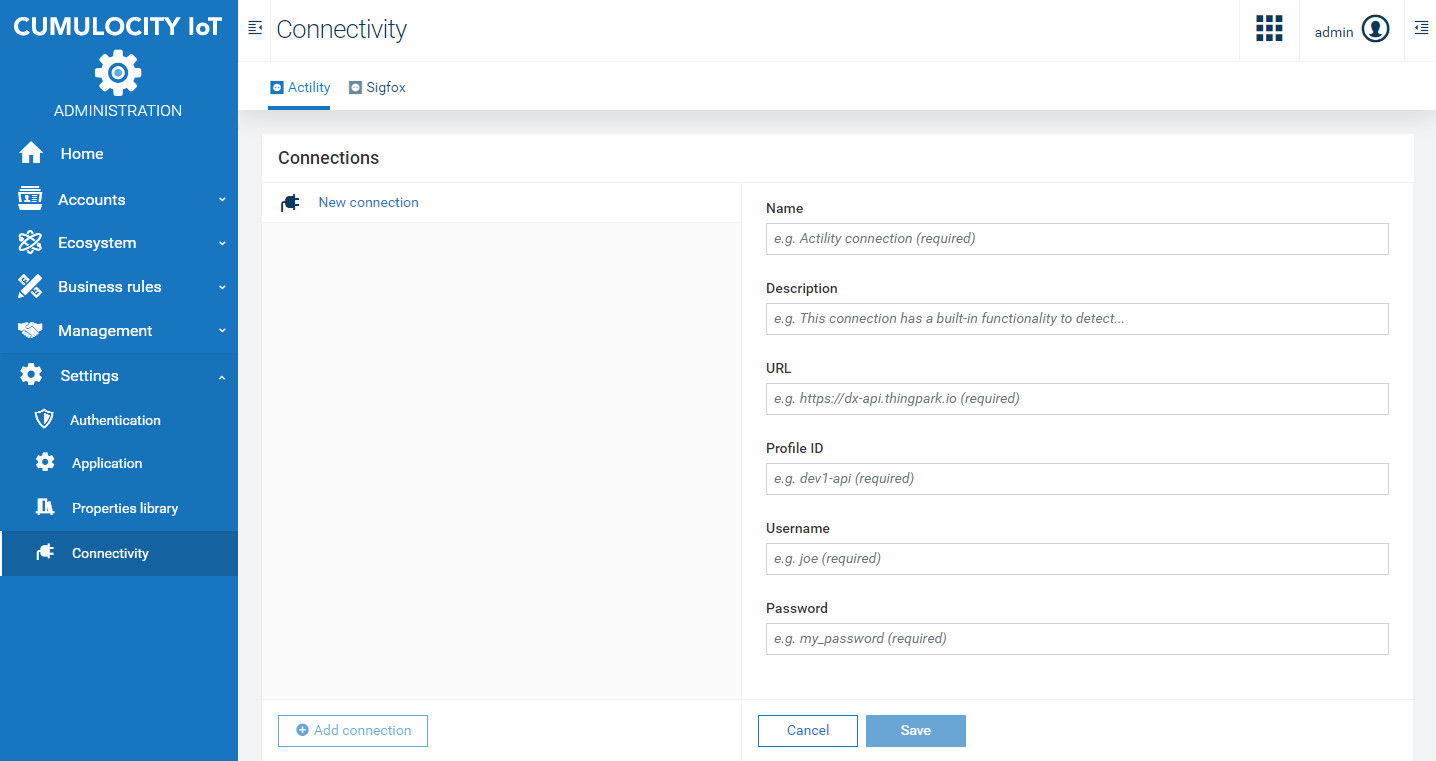 CUMULOCITY IoT
ADMINISTRATION
Home
Accounts
Ecosystem
Business rules
Management
Settings
Authentication
Application
Properties library
Connectivity
Connectivity
admin
Actility
Sigfox
Connections
New connection
Add connection
Name
e.g. Actility connection (required)
Description
e.g. This connection has a built-in functionality to detect...
URL
e.g. https://dx-api.thingpark.io (required)
Profile ID
e.g. dev1-api (required)
Username
e.g. joe (required)
Password
e.g. my_password (required)
Cancel
Save